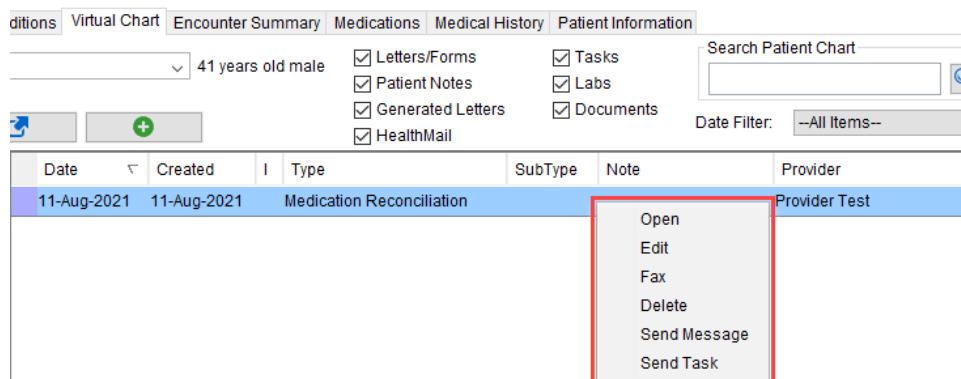 ditions Virtual Chart Encounter Summary Medications Medical History Patient Information
41 years old male
Letters/Forms
Patient Notes
Generated Letters
HealthMail
Tasks
Labs
Documents
Search Patient Chart
Date Filter: --All Items--
Date Created I Type SubType Note Provider
11-Aug-2021 11-Aug-2021 Medication Reconciliation Provider Test
Open
Edit
Fax
Delete
Send Message
Send Task